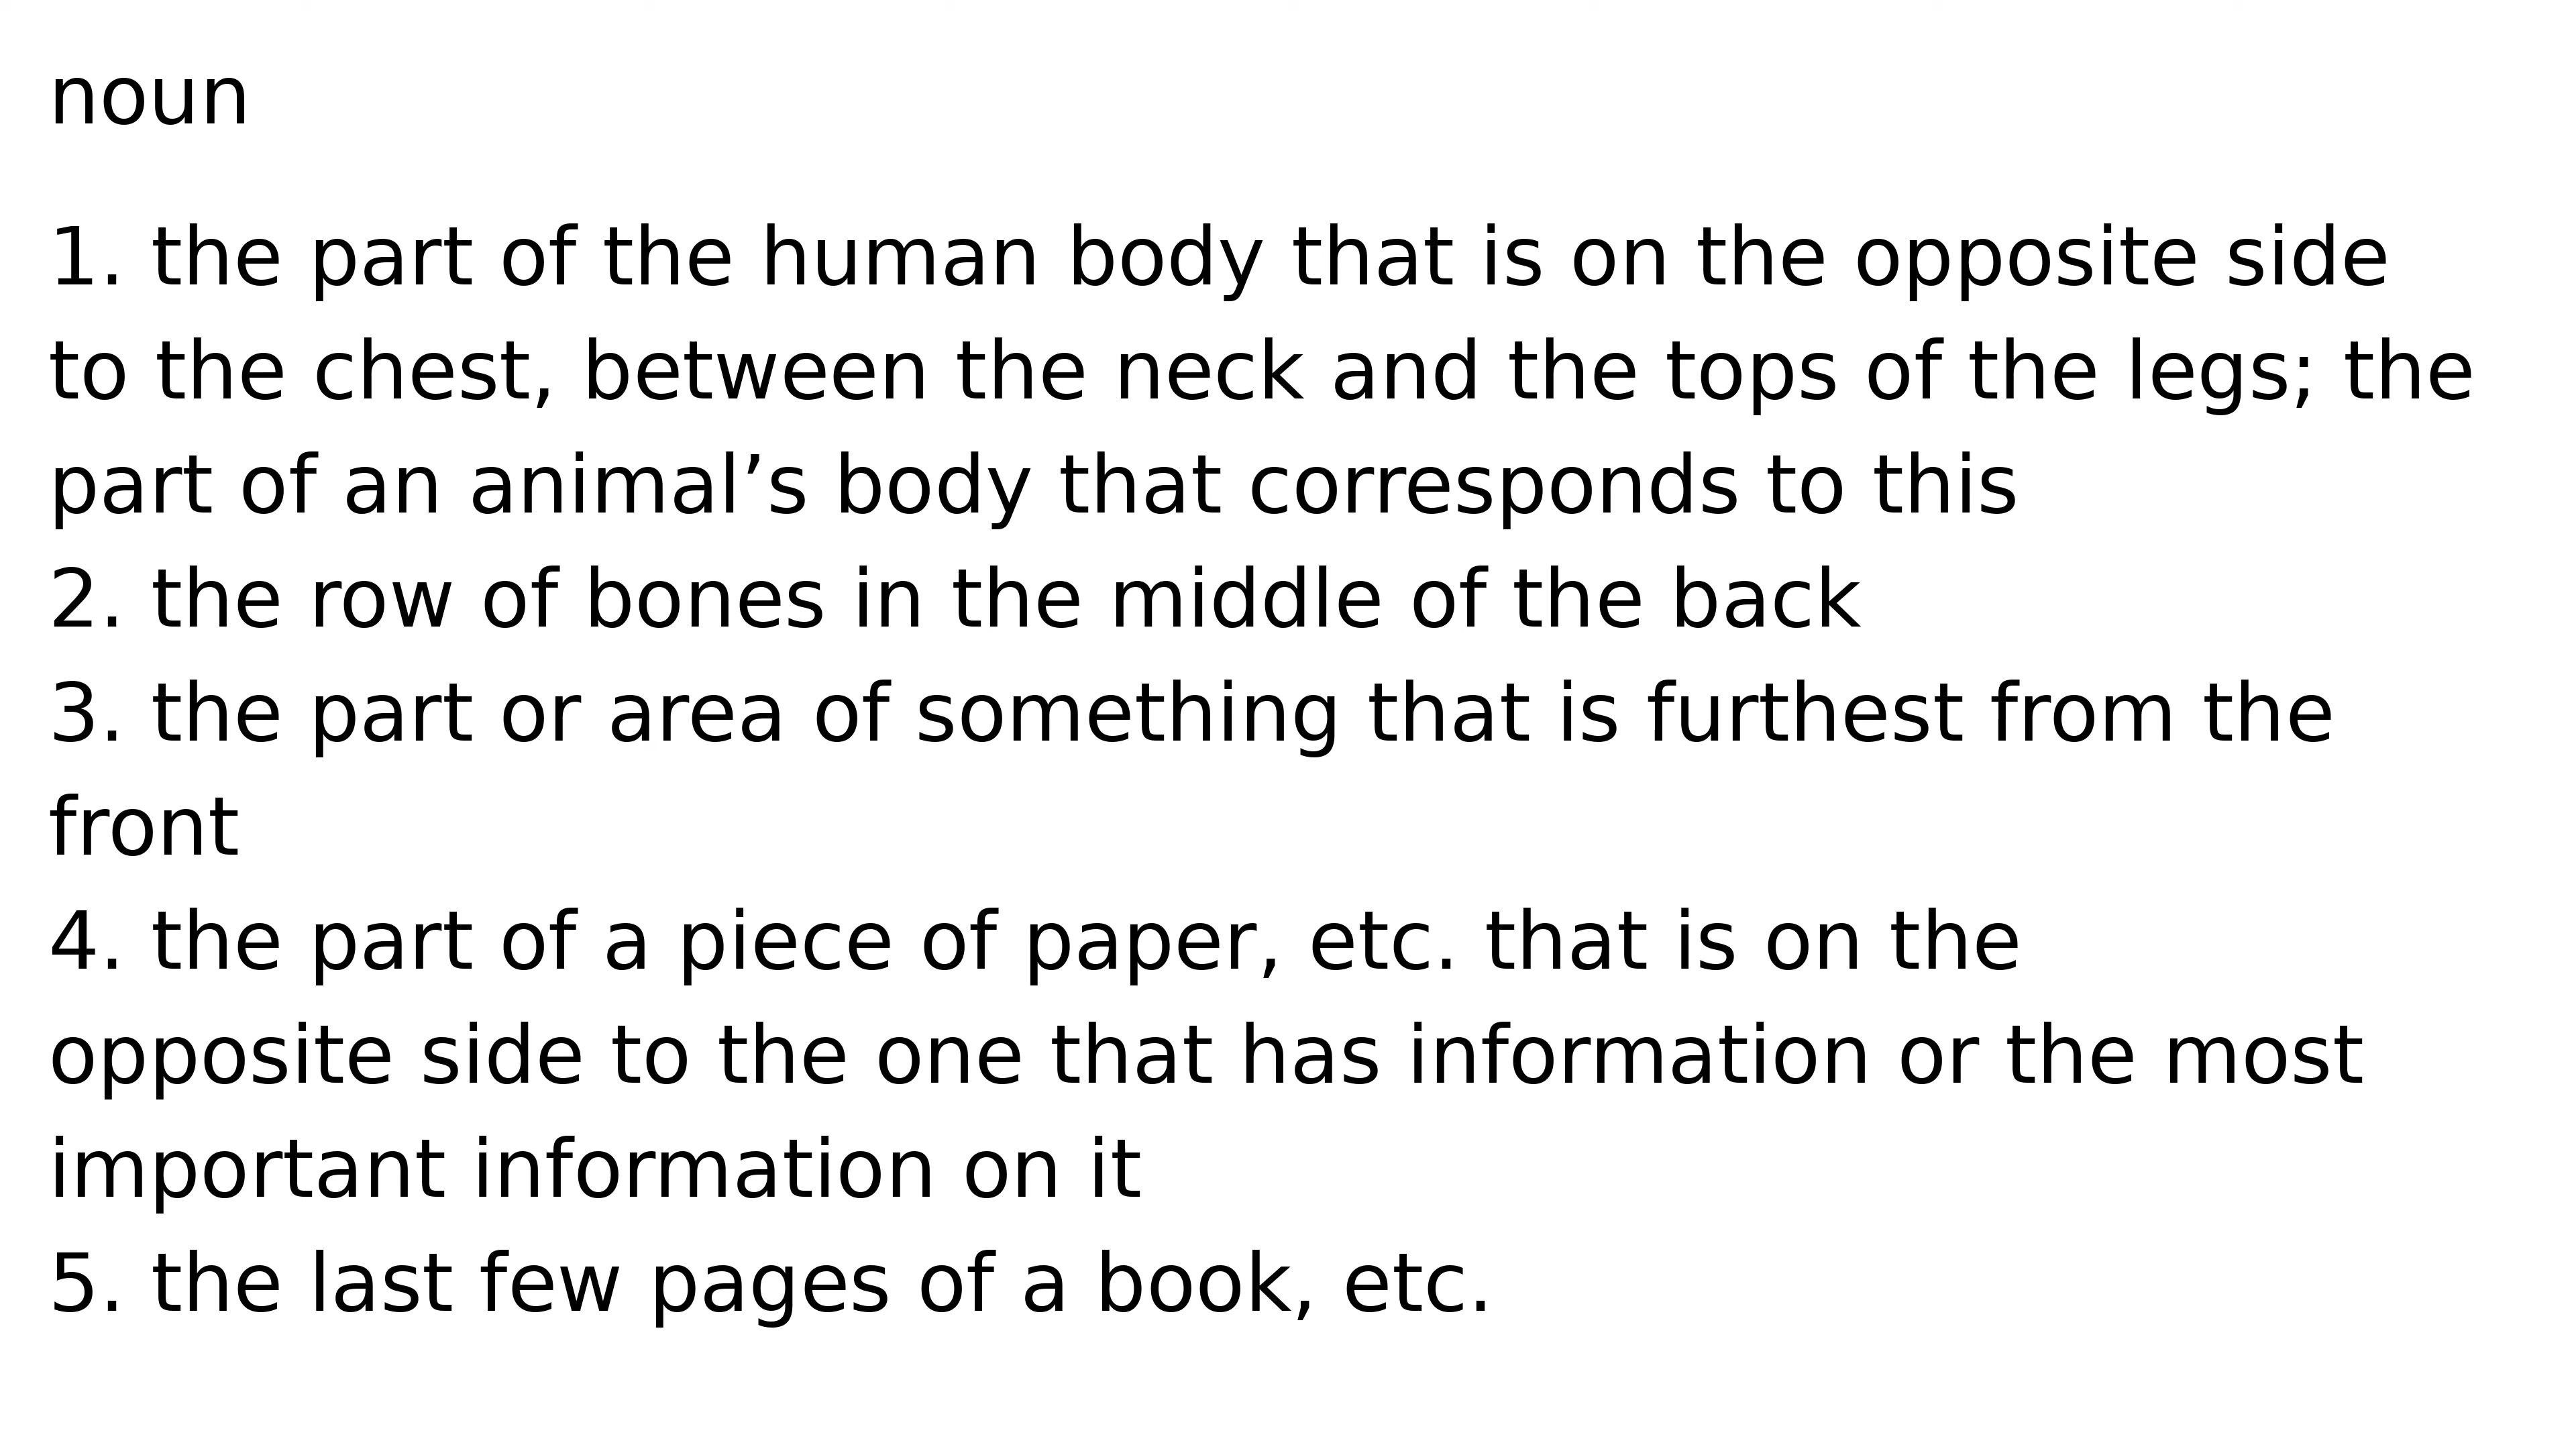 noun
1. the part of the human body that is on the opposite side
to the chest, between the neck and the tops of the legs; the
part of an animal’s body that corresponds to this
2. the row of bones in the middle of the back
3. the part or area of something that is furthest from the
front
4. the part of a piece of paper, etc. that is on the
opposite side to the one that has information or the most
important information on it
5. the last few pages of a book, etc.